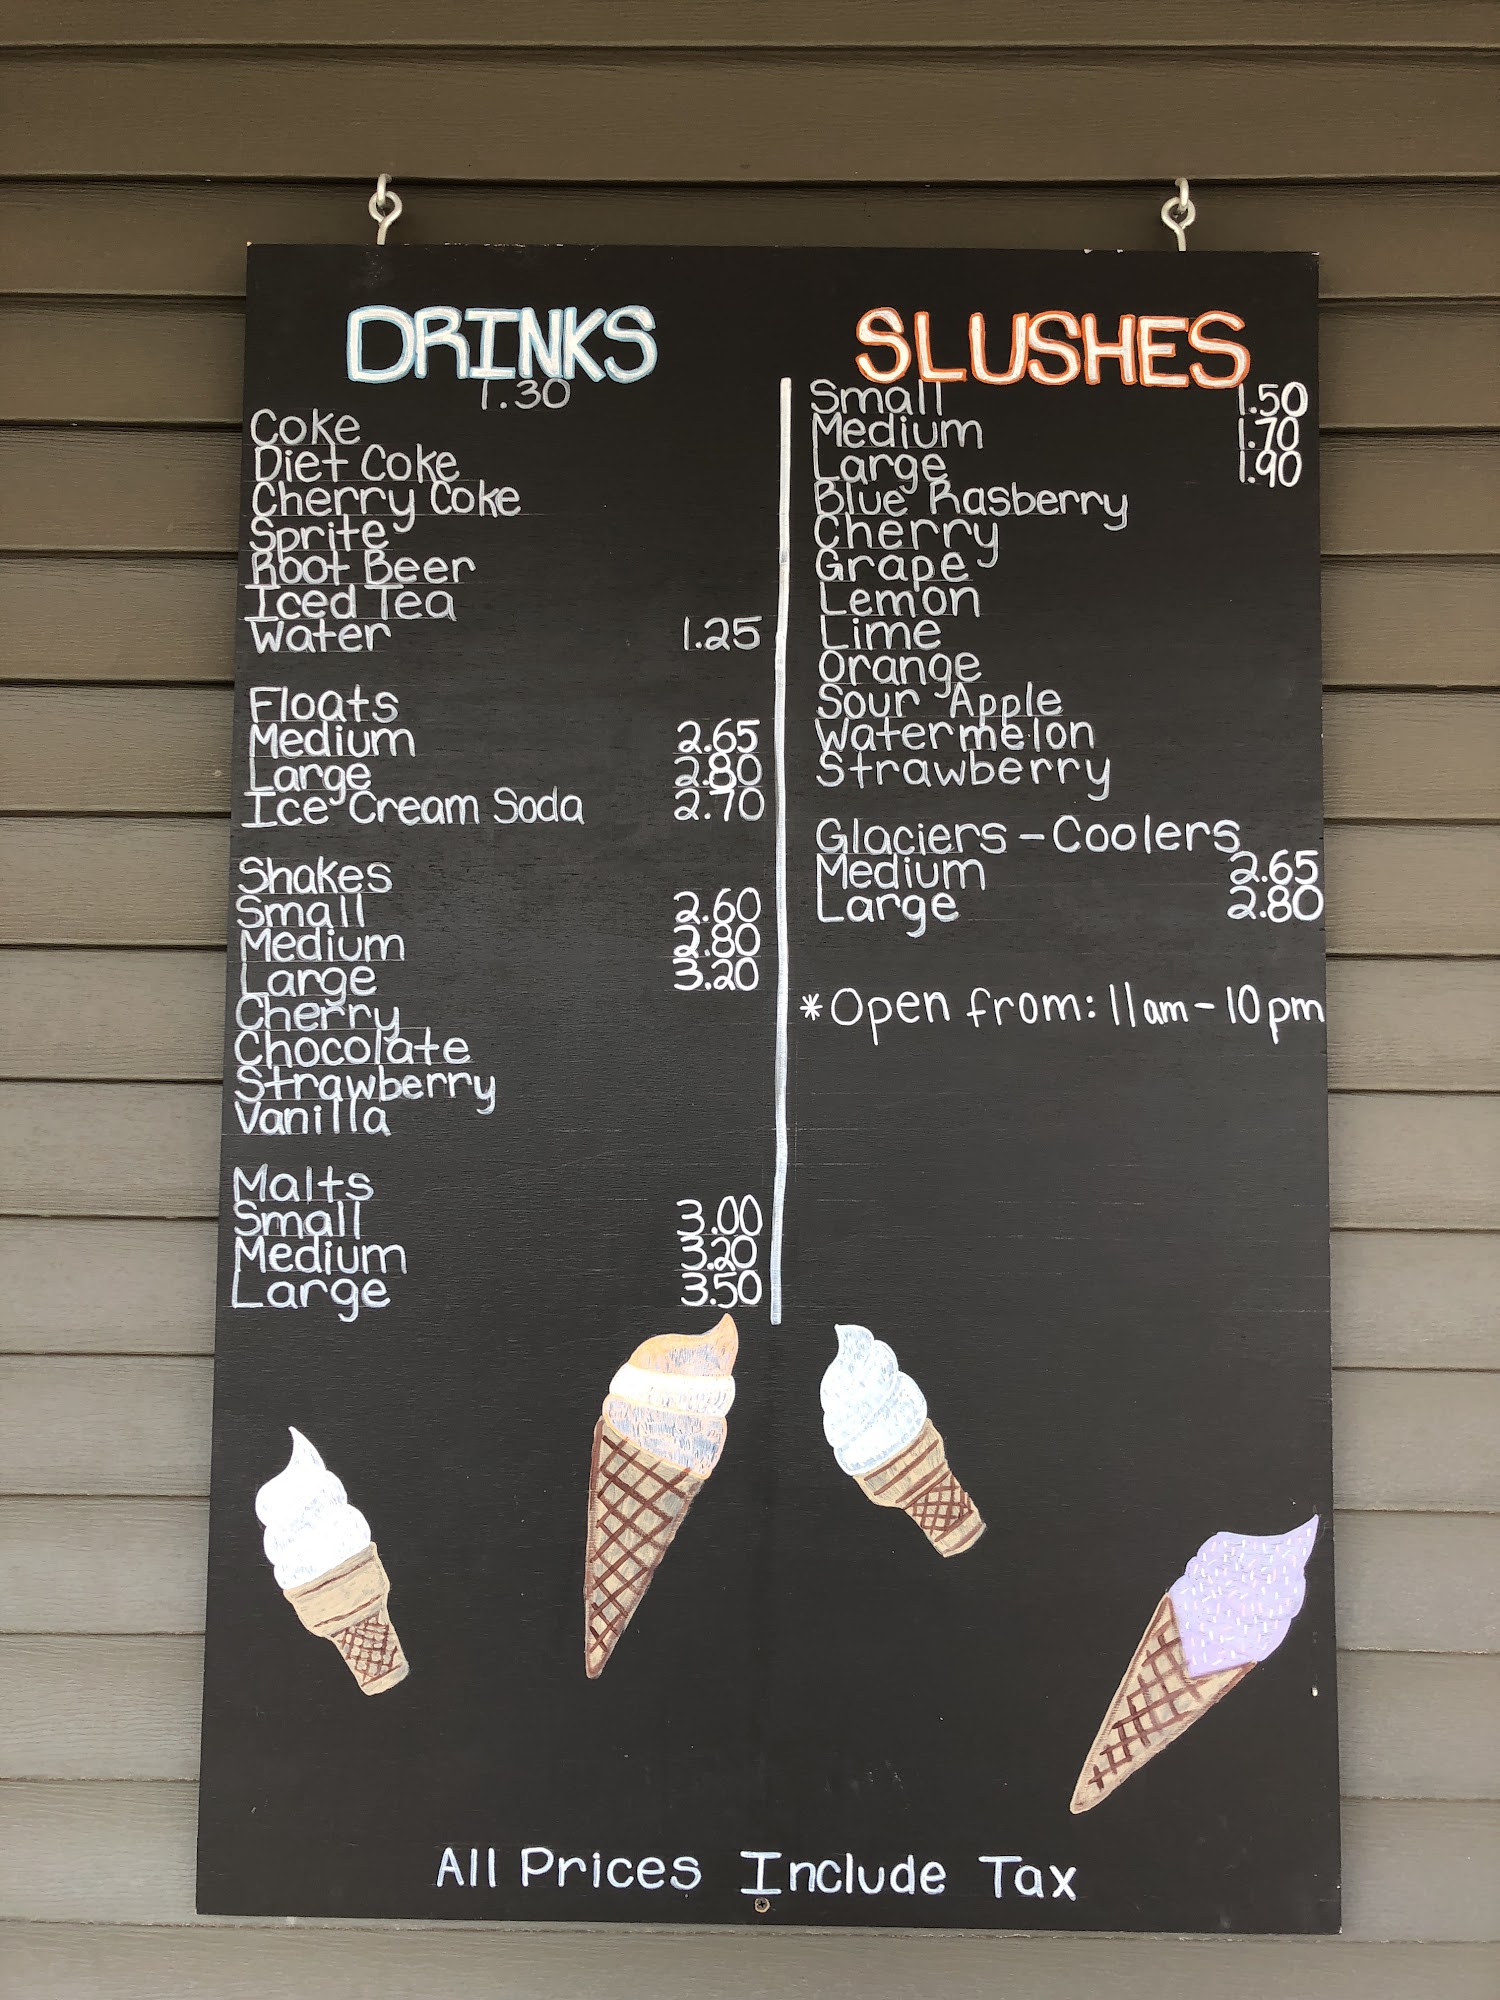 DRINKS
1.30
Coke
Diet Coke
Cherry Coke
Sprite
Root Beer
Iced Tea
Water 1.25
Floats
Medium 2.65
Large 2.80
Ice Cream Soda 2.70
Shakes
Small 2.60
Medium 2.80
Large 3.20
Cherry
Chocolate
Strawberry
Vanilla
Malts
Small 3.00
Medium 3.20
Large 3.50
SLUSHES
Small 1.50
Medium 1.70
Large 1.90
Blue Rasberry
Cherry
Grape
Lemon
Lime
Orange
Sour Apple
Watermelon
Strawberry
Glaciers - Coolers
Medium 2.65
Large 2.80
*Open from: 11am - 10pm
All Prices Include Tax